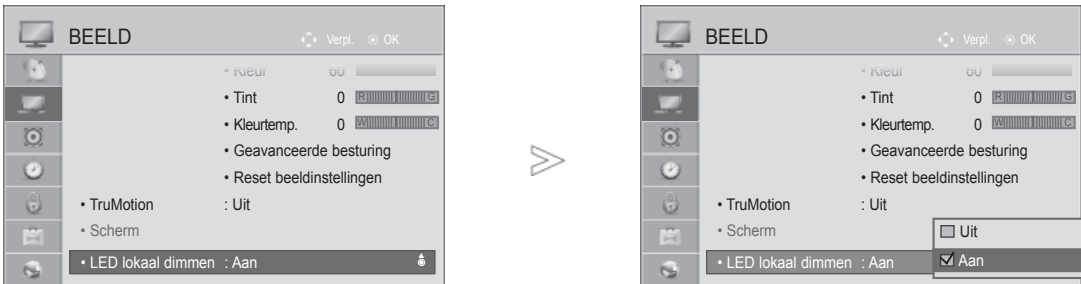 BEELD Verpl. OK
• Kleur 60
• Tint 0 R G
• Kleurtemp. 0 W C
• Geavanceerde besturing
• Reset beeldinstellingen
• TruMotion : Uit
• Scherm
• LED lokaal dimmen : Aan
BEELD Verpl. OK
• Kleur 60
• Tint 0 R G
• Kleurtemp. 0 W C
• Geavanceerde besturing
• Reset beeldinstellingen
• TruMotion : Uit
• Scherm
• LED lokaal dimmen : Aan
Uit
Aan